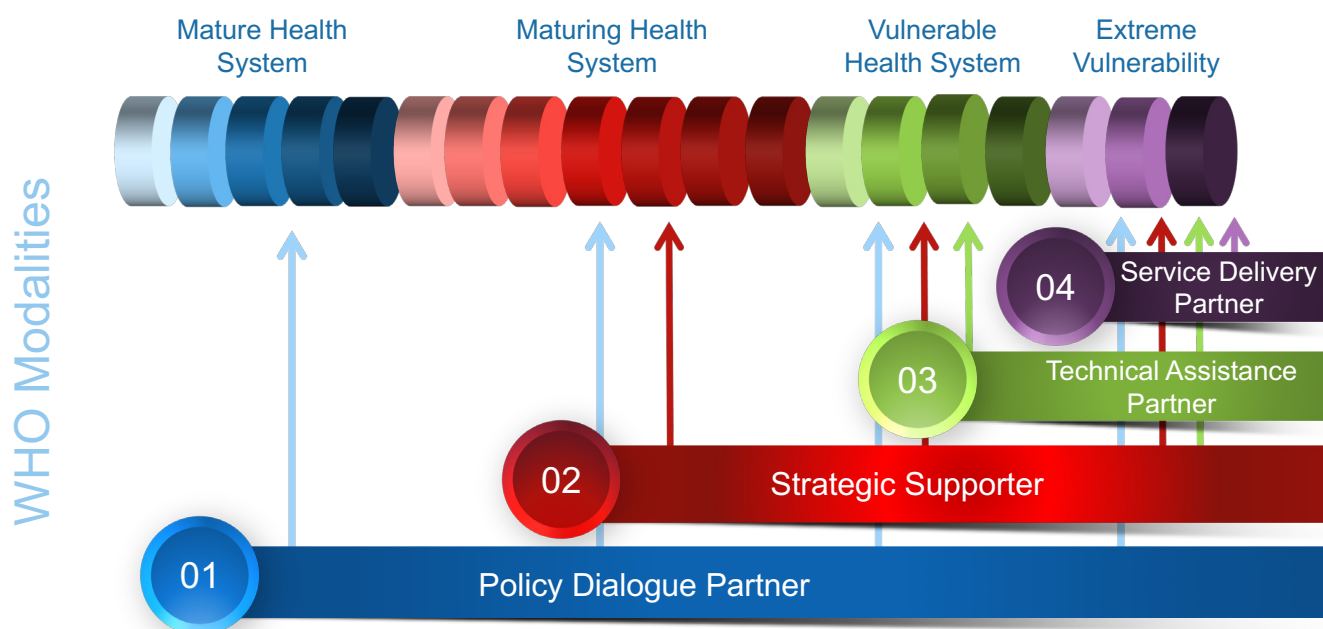 Mature Health
System
Maturing Health
System
Vulnerable
Health System
Extreme
Vulnerability
WHO Modalities
04
Service Delivery
Partner
03
Technical Assistance
Partner
02
Strategic Supporter
01
Policy Dialogue Partner